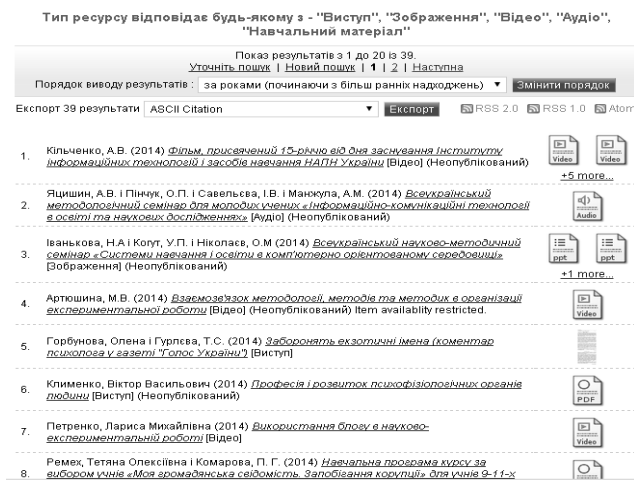 Тип ресурсу відповідає будь-якому з - "Виступ", "Зображення", "Відео", "Аудіо",
"Навчальний матеріал"
Показ результатів з 1 до 20 із 39.
Уточніть пошук | Новий пошук | 1 | 2 | Наступна
Порядок виводу результатів : за роками (починаючи з більш ранніх надходжень) Змінити порядок
Експорт 39 результати ASCII Citation Експорт RSS 2.0 RSS 1.0 Atom
1. Кільченко, А.В. (2014) Фільм, присвячений 15-річчю від дня заснування Інституту
інформаційних технологій і засобів навчання НАПН України [Відео] (Неопублікований)
Video Video
+5 more...
2. Яцишин, А.В. і Пінчук, О.П. і Савельєва, І.В. і Манжула, А.М. (2014) Всеукраїнський
методологічний семінар для молодих учених «Інформаційно-комунікаційні технології
в освіті та наукових дослідженнях» [Аудіо] (Неопублікований)
Audio
3. Іванькова, Н.А і Когут, У.П. і Ніколаєв, О.М (2014) Всеукраїнський науково-методичний
семінар «Системи навчання і освіти в комп'ютерно орієнтованому середовищі»
[Зображення] (Неопублікований)
ppt ppt
+1 more...
4. Артюшина, М.В. (2014) Взаємозв'язок методології, методів та методик в організації
експериментальної роботи [Відео] (Неопублікований) Item availablity restricted.
Video
5. Горбунова, Олена і Гурлєва, Т.С. (2014) Заборонять екзотичні імена (коментар
психолога у газеті "Голос України") [Виступ]
6. Клименко, Віктор Васильович (2014) Професія і розвиток психофізіологічних органів
людини [Виступ] (Неопублікований)
PDF
7. Петренко, Лариса Михайлівна (2014) Використання блогу в науково-
експериментальній роботі [Відео]
Video
8. Ремех, Тетяна Олексіївна і Комарова, П. Г. (2014) Навчальна програма курсу за
вибором учнів «Моя громадянська свідомість. Запобігання корупції» для учнів 9-11-х